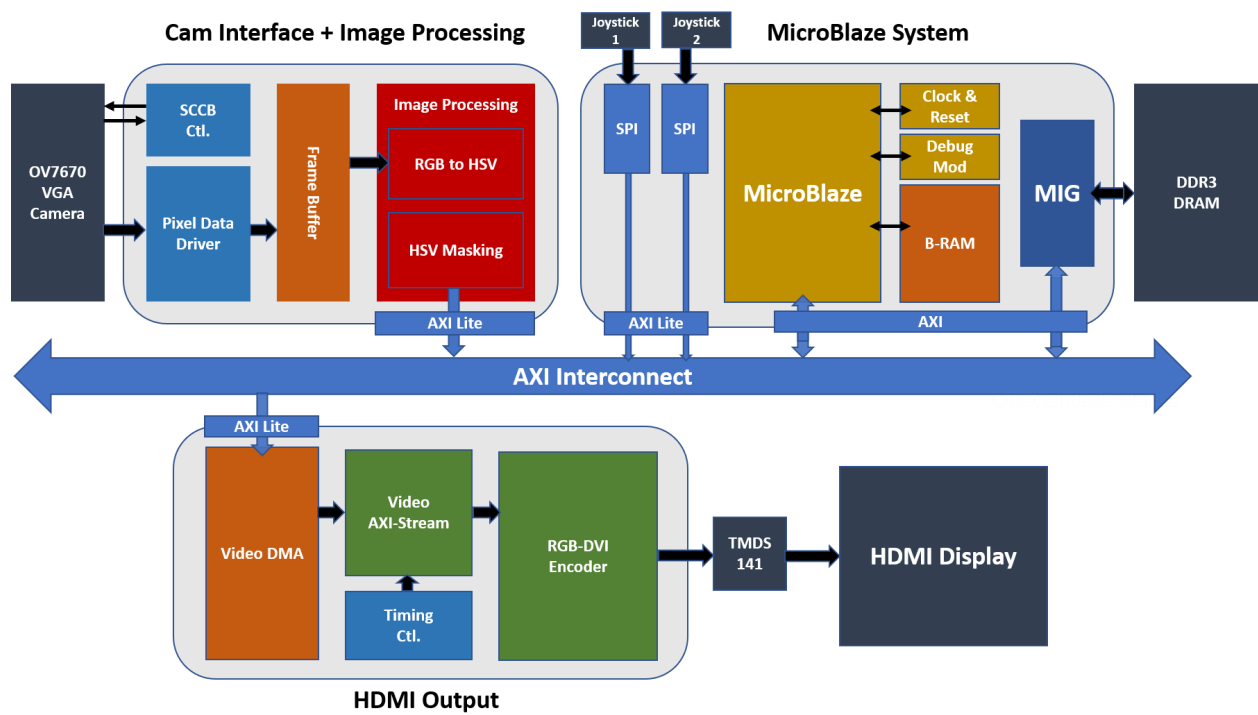 Cam Interface + Image Processing
Joystick
1
Joystick
2
MicroBlaze System
OV7670
VGA
Camera
SCCB
Ctl.
Pixel Data
Driver
Frame Buffer
Image Processing
RGB to HSV
HSV Masking
SPI
SPI
MicroBlaze
Clock &
Reset
Debug
Mod
B-RAM
MIG
DDR3
DRAM
AXI Lite
AXI Lite
AXI
AXI Interconnect
AXI Lite
Video DMA
Video
AXI-Stream
Timing
Ctl.
RGB-DVI
Encoder
TMDS
141
HDMI Display
HDMI Output